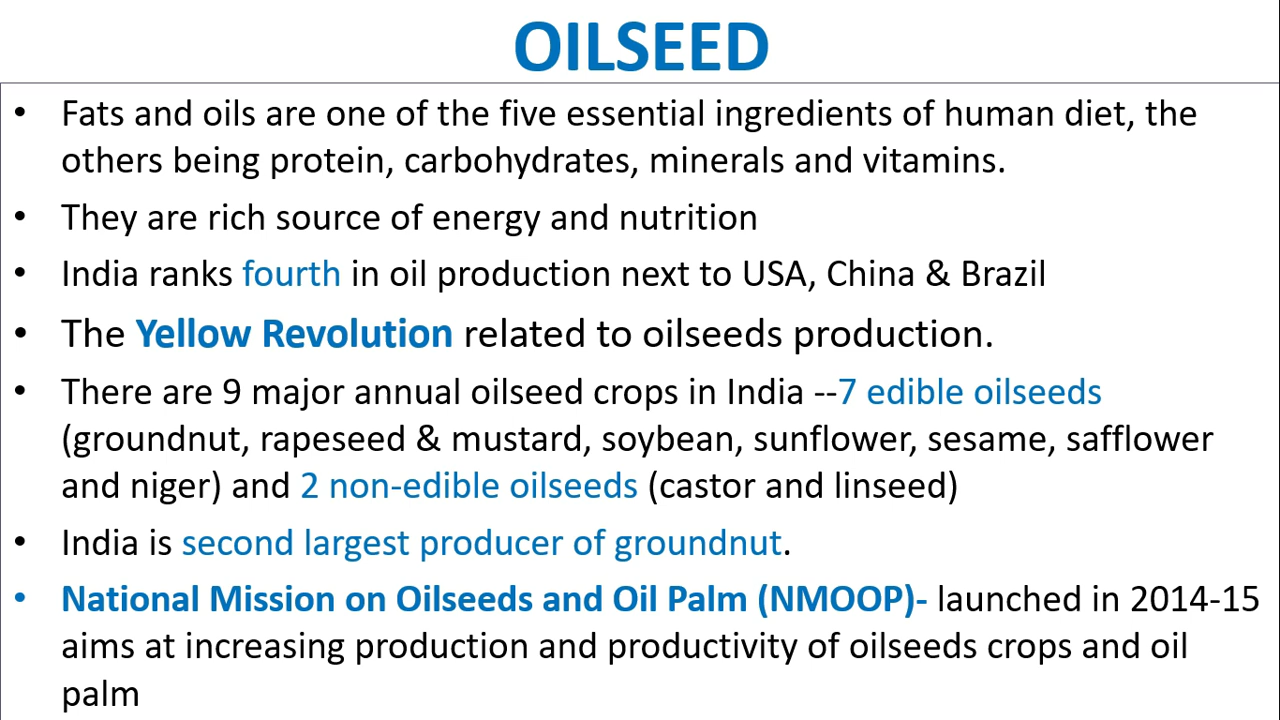 OILSEED
• Fats and oils are one of the five essential ingredients of human diet, the
others being protein, carbohydrates, minerals and vitamins.
• They are rich source of energy and nutrition
• India ranks fourth in oil production next to USA, China & Brazil
• The Yellow Revolution related to oilseeds production.
• There are 9 major annual oilseed crops in India --7 edible oilseeds
(groundnut, rapeseed & mustard, soybean, sunflower, sesame, safflower
and niger) and 2 non-edible oilseeds (castor and linseed)
• India is second largest producer of groundnut.
• National Mission on Oilseeds and Oil Palm (NMOOP)- launched in 2014-15
aims at increasing production and productivity of oilseeds crops and oil
palm